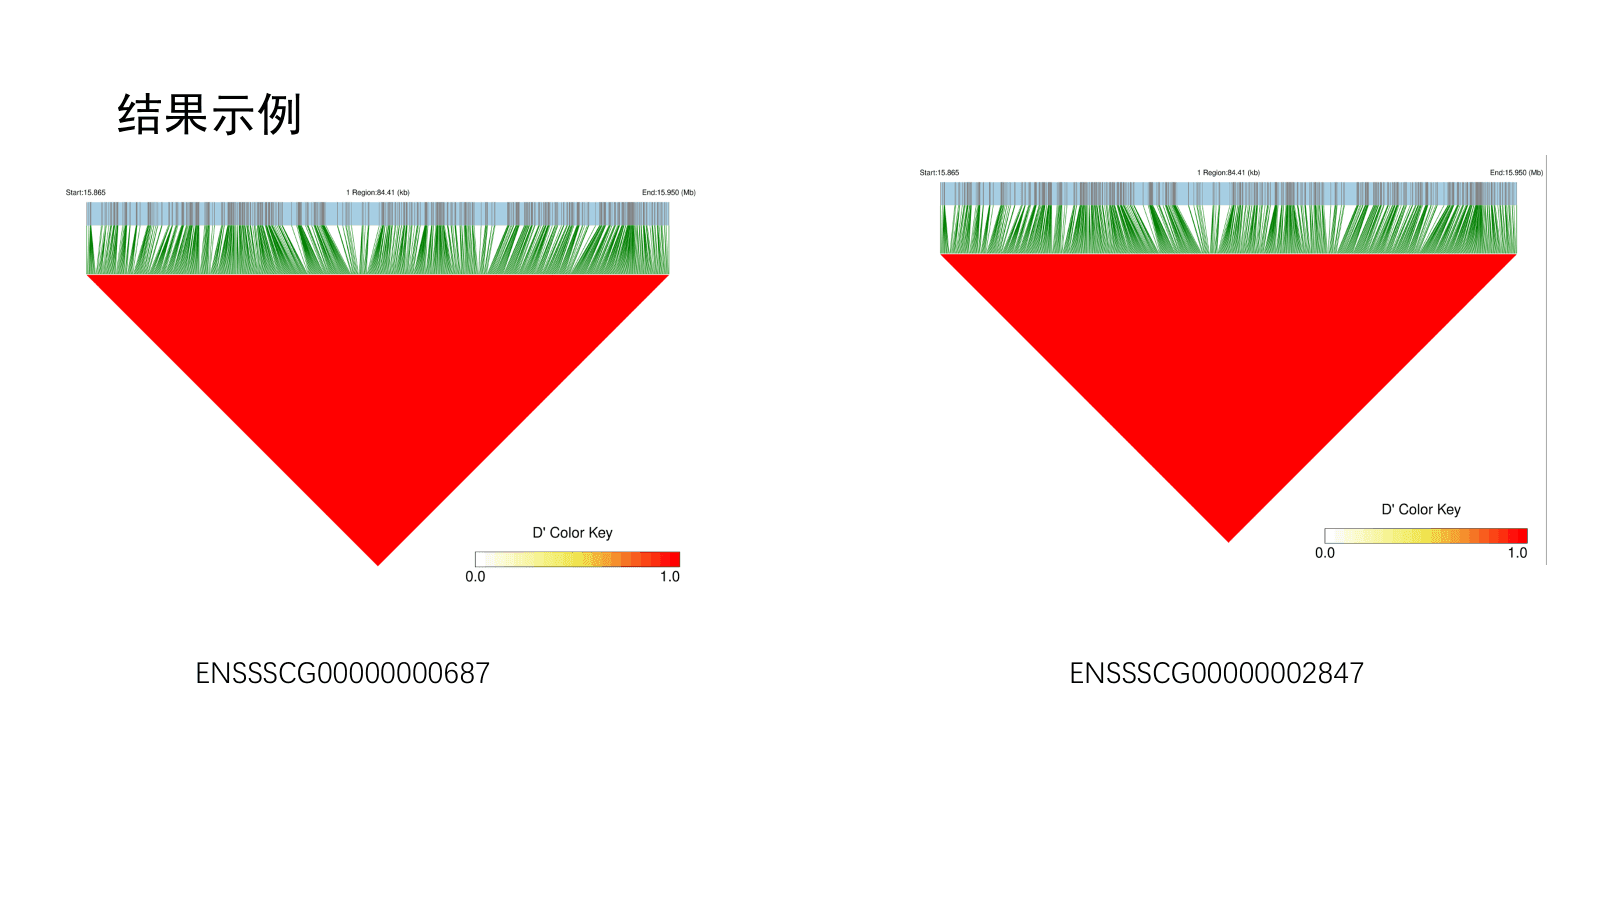 结果示例
Start:15.865
1 Region:84.41 (kb)
End:15.950 (Mb)
D' Color Key
0.0
1.0
ENSSSCG00000000687
Start:15.865
1 Region:84.41 (kb)
End:15.950 (Mb)
D' Color Key
0.0
1.0
ENSSSCG00000002847